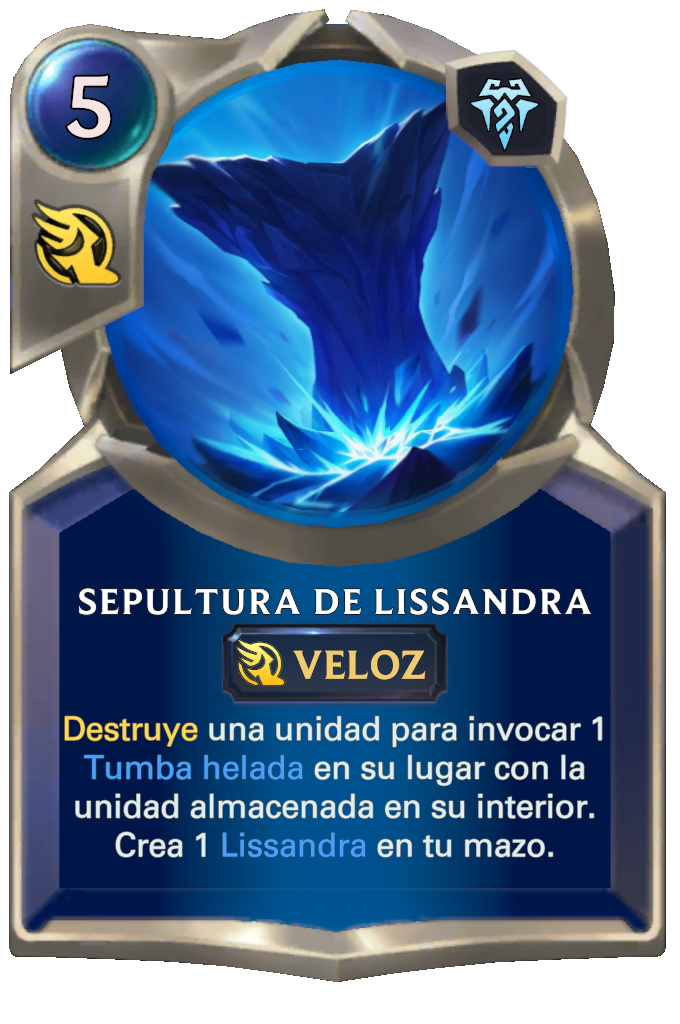 5
SEPULTURA DE LISSANDRA
VELOZ
Destruye una unidad para invocar 1
Tumba helada en su lugar con la
unidad almacenada en su interior.
Crea 1 Lissandra en tu mazo.